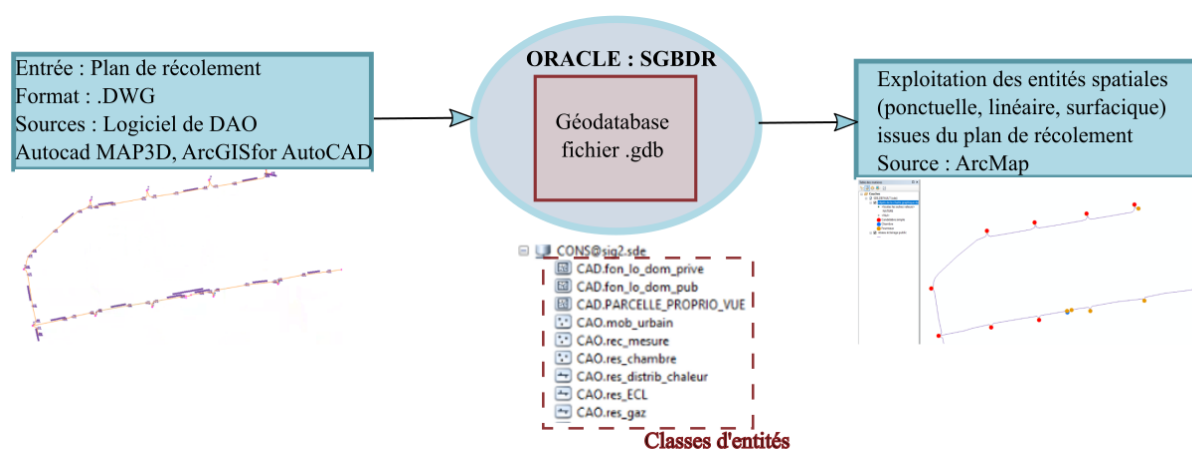 Entrée : Plan de récolement
Format : .DWG
Sources : Logiciel de DAO
Autocad MAP3D, ArcGISfor AutoCAD
ORACLE : SGBDR
Géodatabase
fichier .gdb
Exploitation des entités spatiales
(ponctuelle, linéaire, surfacique)
issues du plan de récolement
Source : ArcMap
CONS@sig2.sde
CAD.fon_lo_dom_prive
CAD.fon_lo_dom_pub
CAD.PARCELLE_PROPRIO_VUE
CAO.mob_urbain
CAO.rec_mesure
CAO.res_chambre
CAO.res_distrib_chaleur
CAO.res_ECL
CAO.res_gaz
Classes d'entités